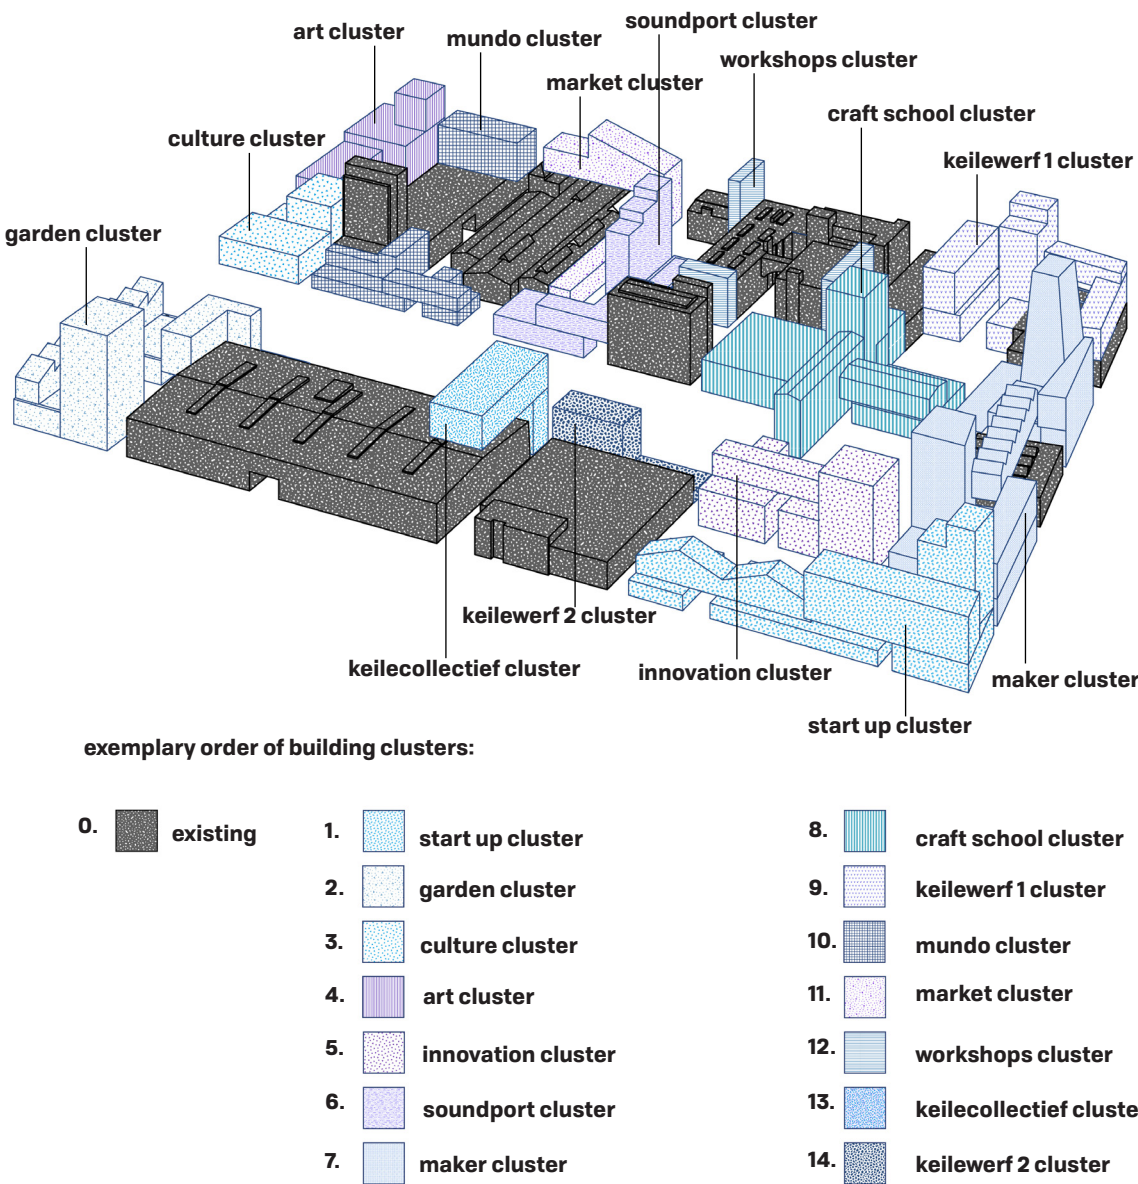 soundport cluster
art cluster
mundo cluster
workshops cluster
market cluster
craft school cluster
culture cluster
keilewerf 1 cluster
garden cluster
keilewerf 2 cluster
keilecollectief cluster
innovation cluster
maker cluster
start up cluster
exemplary order of building clusters:
0. existing
1. start up cluster
2. garden cluster
3. culture cluster
4. art cluster
5. innovation cluster
6. soundport cluster
7. maker cluster
8. craft school cluster
9. keilewerf 1 cluster
10. mundo cluster
11. market cluster
12. workshops cluster
13. keilecollectief cluste
14. keilewerf 2 cluster